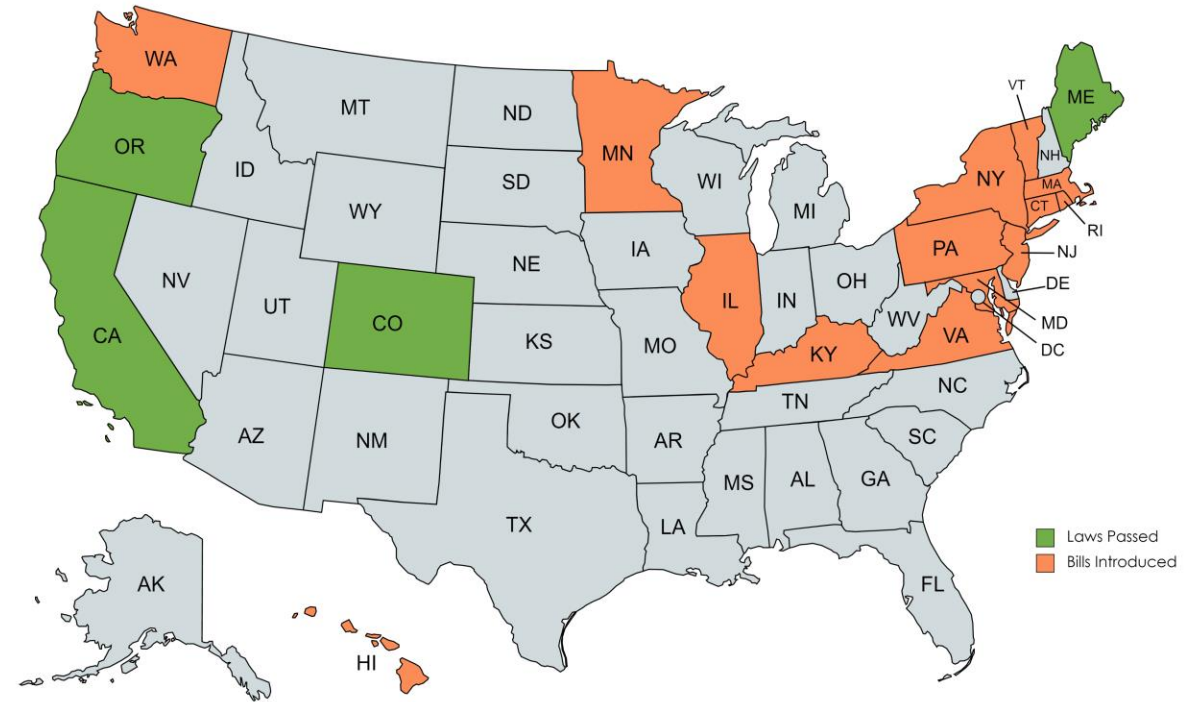 WA
MT
ND
MN
VT
ME
OR
ID
SD
WI
MI
NY
NH
MA
CT
RI
WY
IA
PA
NJ
NV
UT
NE
IL
IN
OH
DE
CA
CO
KS
MO
WV
VA
MD
DC
KY
AZ
NM
OK
AR
TN
NC
SC
MS
AL
GA
TX
LA
FL
AK
HI
Laws Passed
Bills Introduced